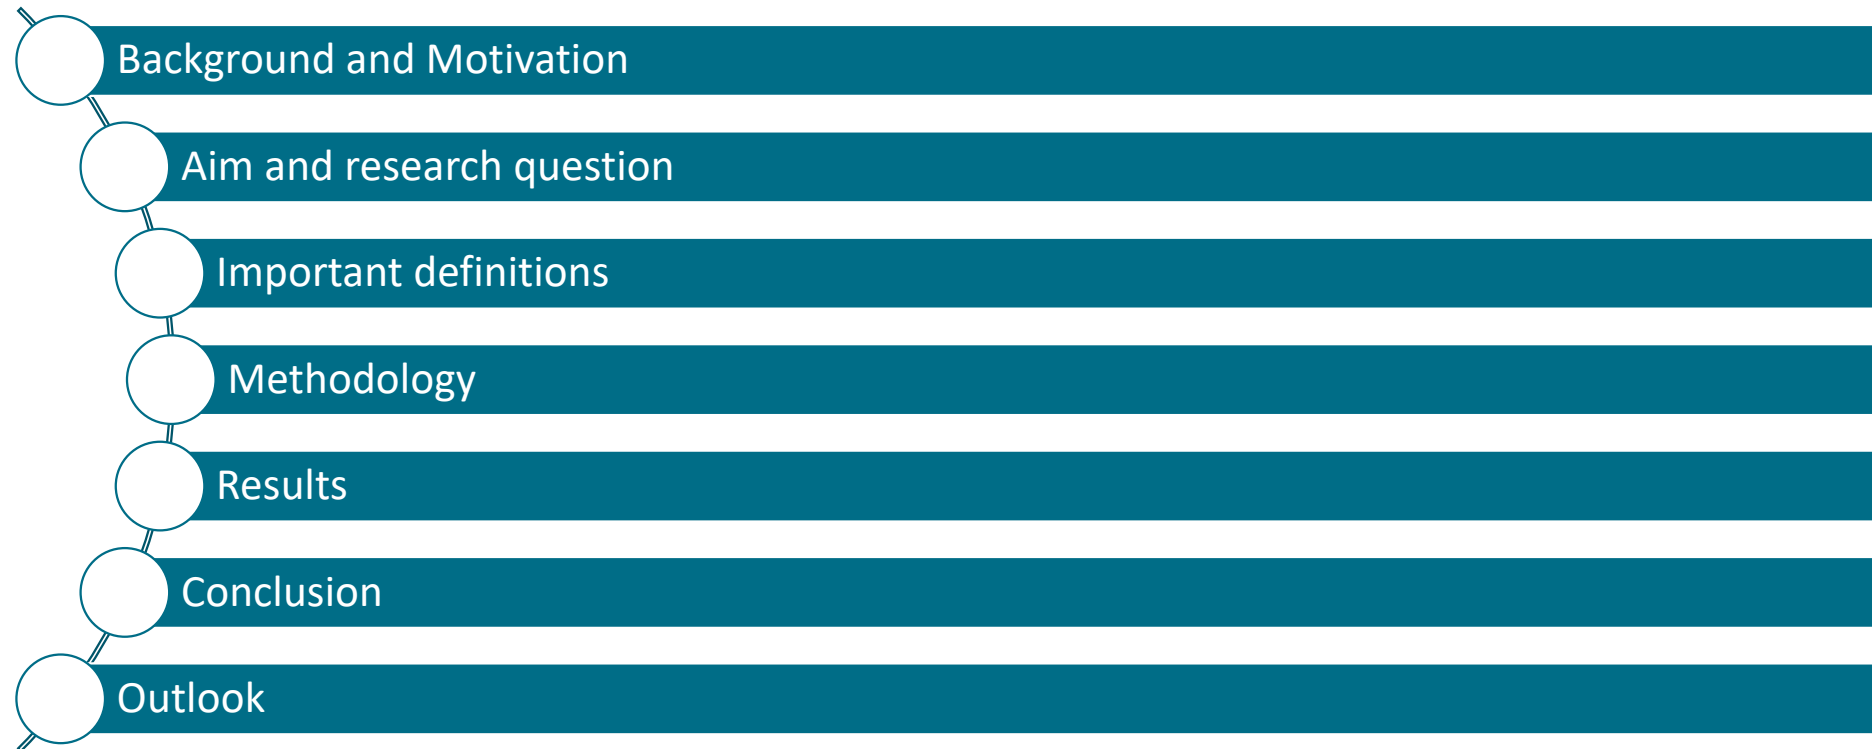 Background and Motivation
Aim and research question
Important definitions
Methodology
Results
Conclusion
Outlook